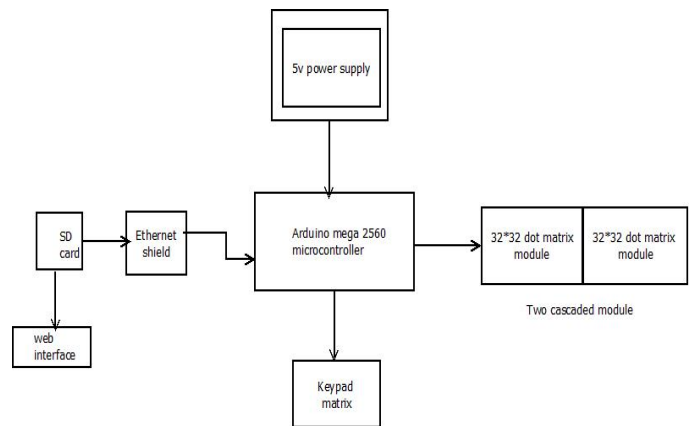 5v power supply
SD
card
Ethernet
shield
Arduino mega 2560
microcontroller
32*32 dot matrix
module
32*32 dot matrix
module
Two cascaded module
web
interface
Keypad
matrix